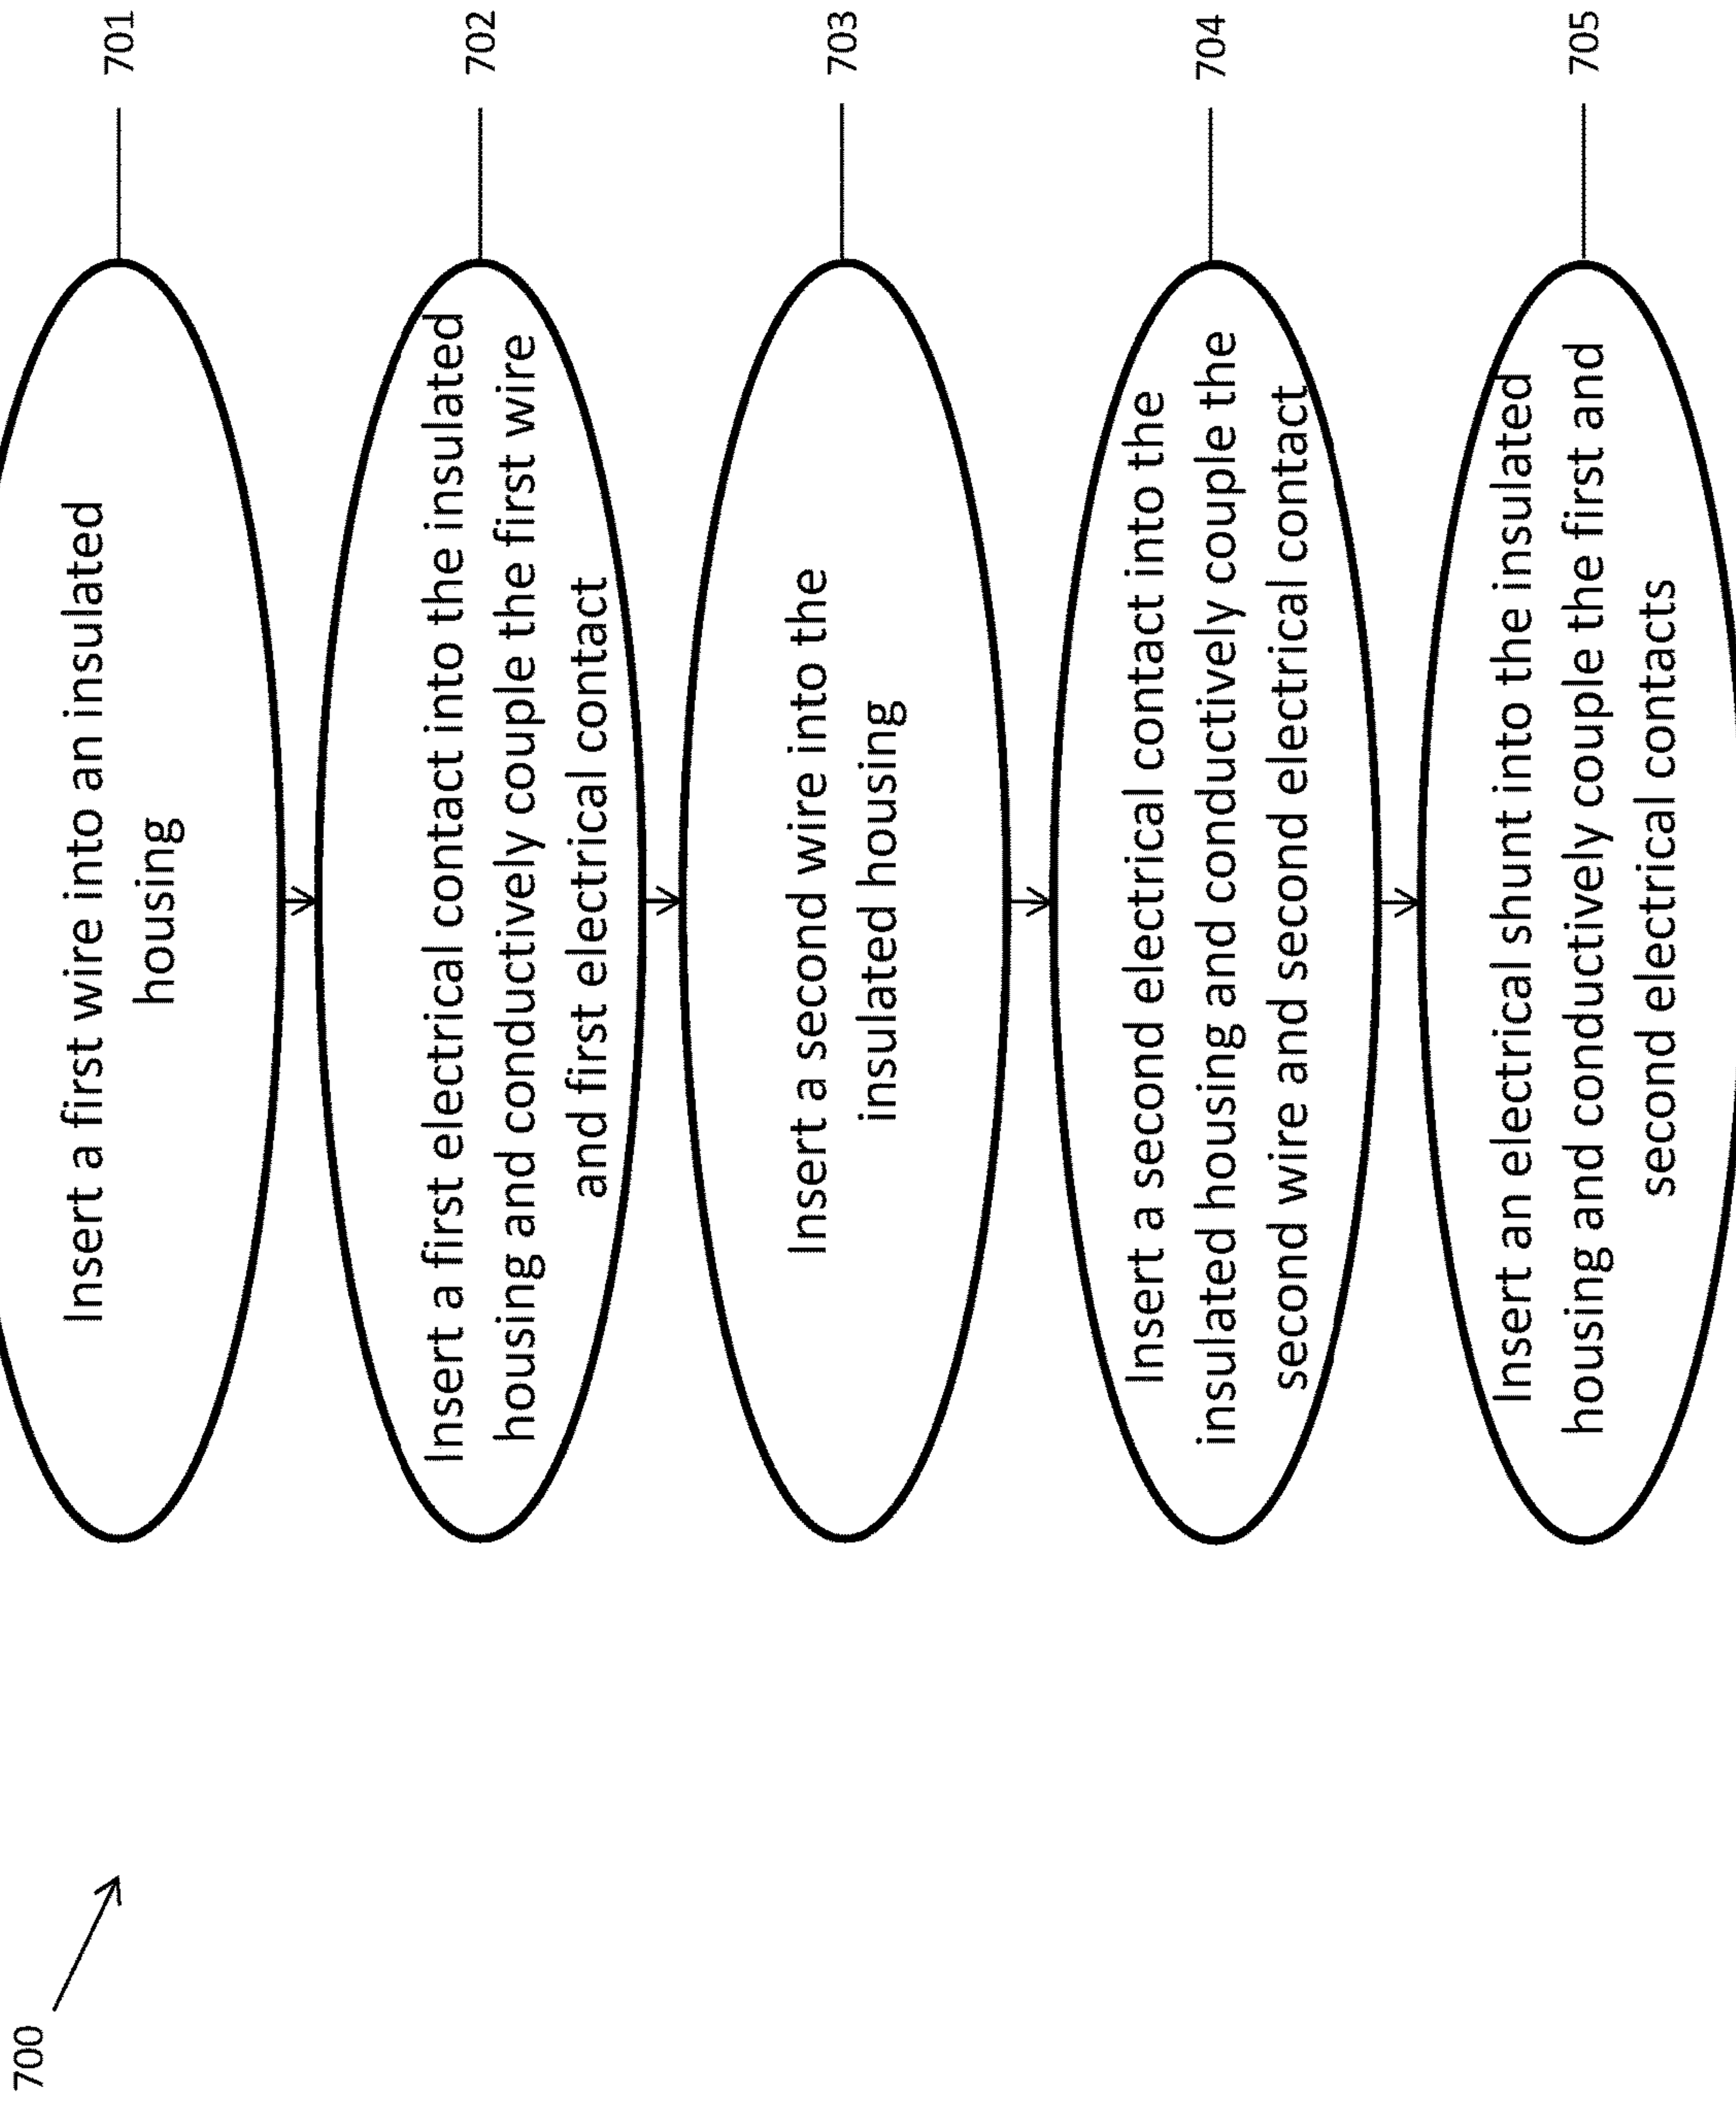 700
Insert a first wire into an insulated
housing
701
Insert a first electrical contact into the insulated
housing and conductively couple the first wire
and first electrical contact
702
Insert a second wire into the
insulated housing
703
Insert a second electrical contact into the
insulated housing and conductively couple the
second wire and second electrical contact
704
Insert an electrical shunt into the insulated
housing and conductively couple the first and
second electrical contacts
705